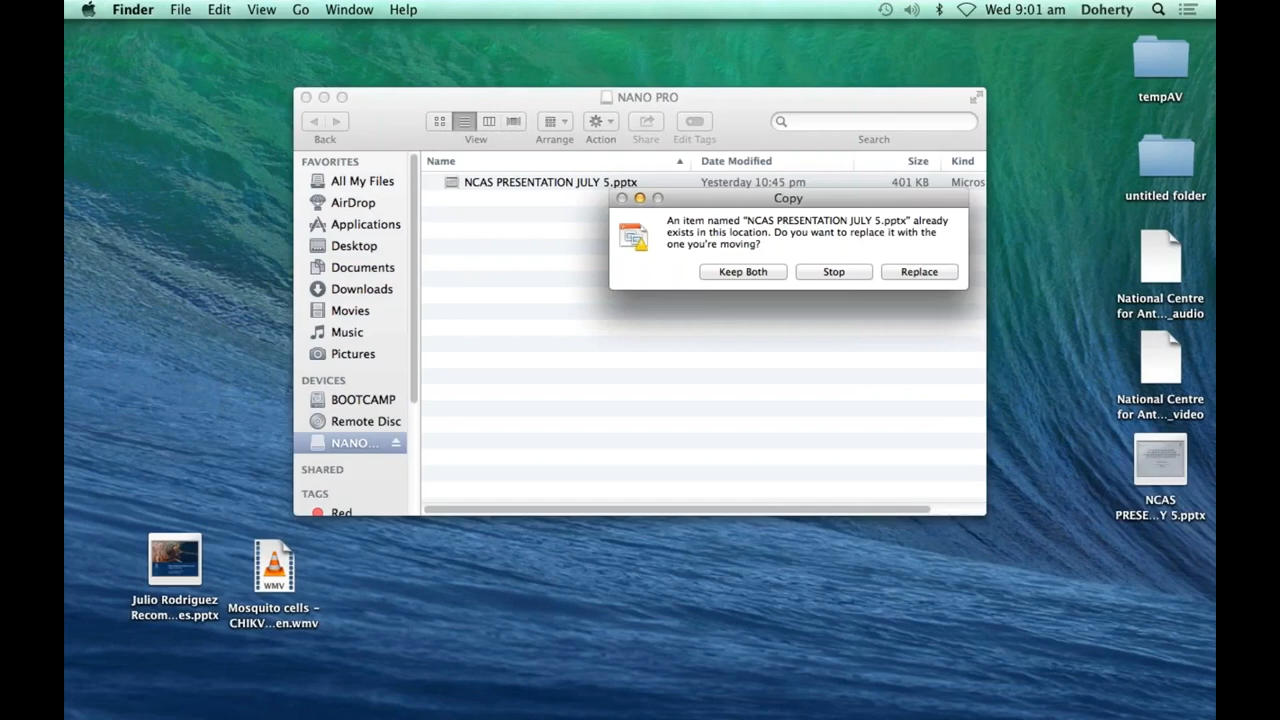 Finder File Edit View Go Window Help Wed 9:01 am Doherty
NANO PRO
Back View Arrange Action Share Edit Tags Search
FAVORITES
All My Files
AirDrop
Applications
Desktop
Documents
Downloads
Movies
Music
Pictures
DEVICES
BOOTCAMP
Remote Disc
NANO...
SHARED
TAGS
Red
Name Date Modified Size Kind
NCAS PRESENTATION JULY 5.pptx Yesterday 10:45 pm 401 KB Micros
Copy
An item named “NCAS PRESENTATION JULY 5.pptx” already
exists in this location. Do you want to replace it with the
one you’re moving?
Keep Both Stop Replace
tempAV
untitled folder
National Centre
for Ant..._audio
National Centre
for Ant..._video
NCAS
PRESE...Y 5.pptx
Julio Rodriguez
Recom...es.pptx
WMV
Mosquito cells -
CHIKV...en.wmv